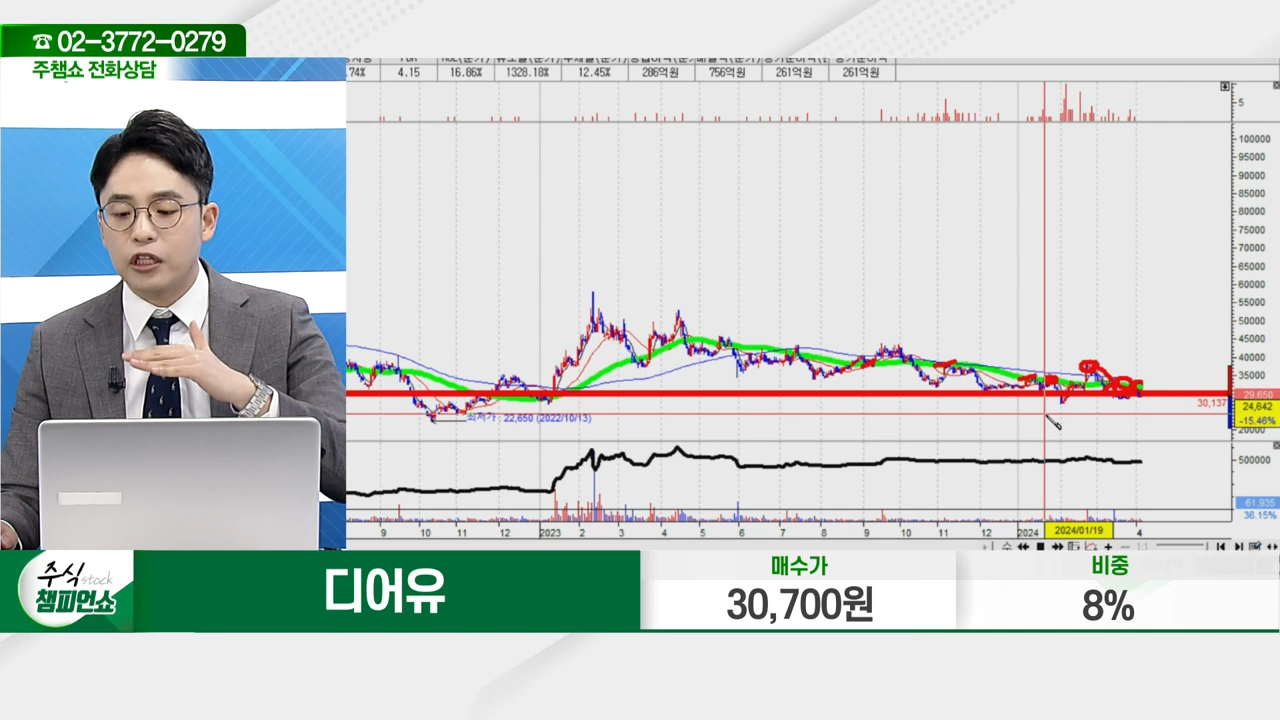 ☎ 02-3772-0279
주챔쇼 전화상담
.74% 4.15 16.86% 1328.18% 12.45% 286억원 756억원 261억원 261억원
5
100000
95000
90000
85000
80000
75000
70000
65000
60000
55000
50000
45000
40000
35000
29,650
30,137
24,642
-15.46%
20000
최저가 : 22,650 (2022/10/13)
500000
61,935
36.15%
9 10 11 12 2023 2 3 4 5 6 7 8 9 10 11 12 2024 2024/01/19 4
주식 stock
챔피언쇼
디어유
매수가
30,700원
비중
8%